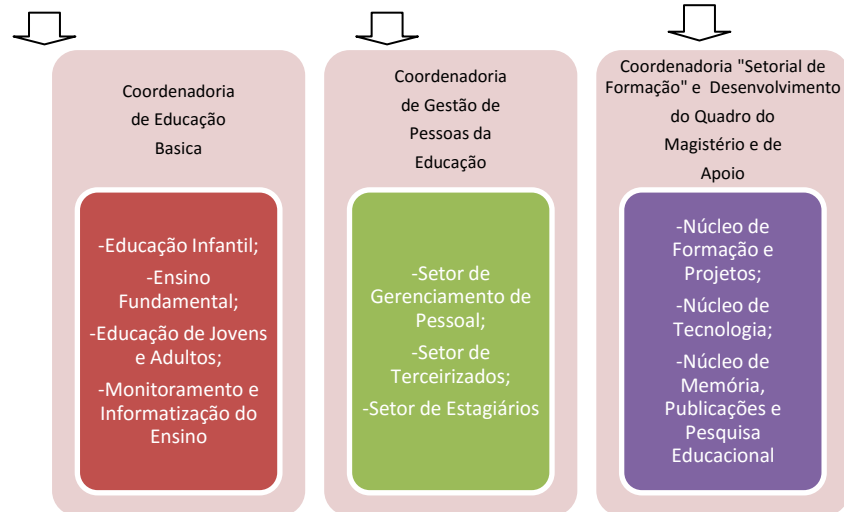 Coordenadoria
de Educação
Basica
-Educação Infantil;
-Ensino
Fundamental;
-Educação de Jovens
e Adultos;
-Monitoramento e
Informatização do
Ensino
Coordenadoria
de Gestão de
Pessoas da
Educação
-Setor de
Gerenciamento de
Pessoal;
-Setor de
Terceirizados;
-Setor de Estagiários
Coordenadoria "Setorial de
Formação" e Desenvolvimento
do Quadro do
Magistério e de
Apoio
-Núcleo de
Formação e
Projetos;
-Núcleo de
Tecnologia;
-Núcleo de
Memória,
Publicações e
Pesquisa
Educacional